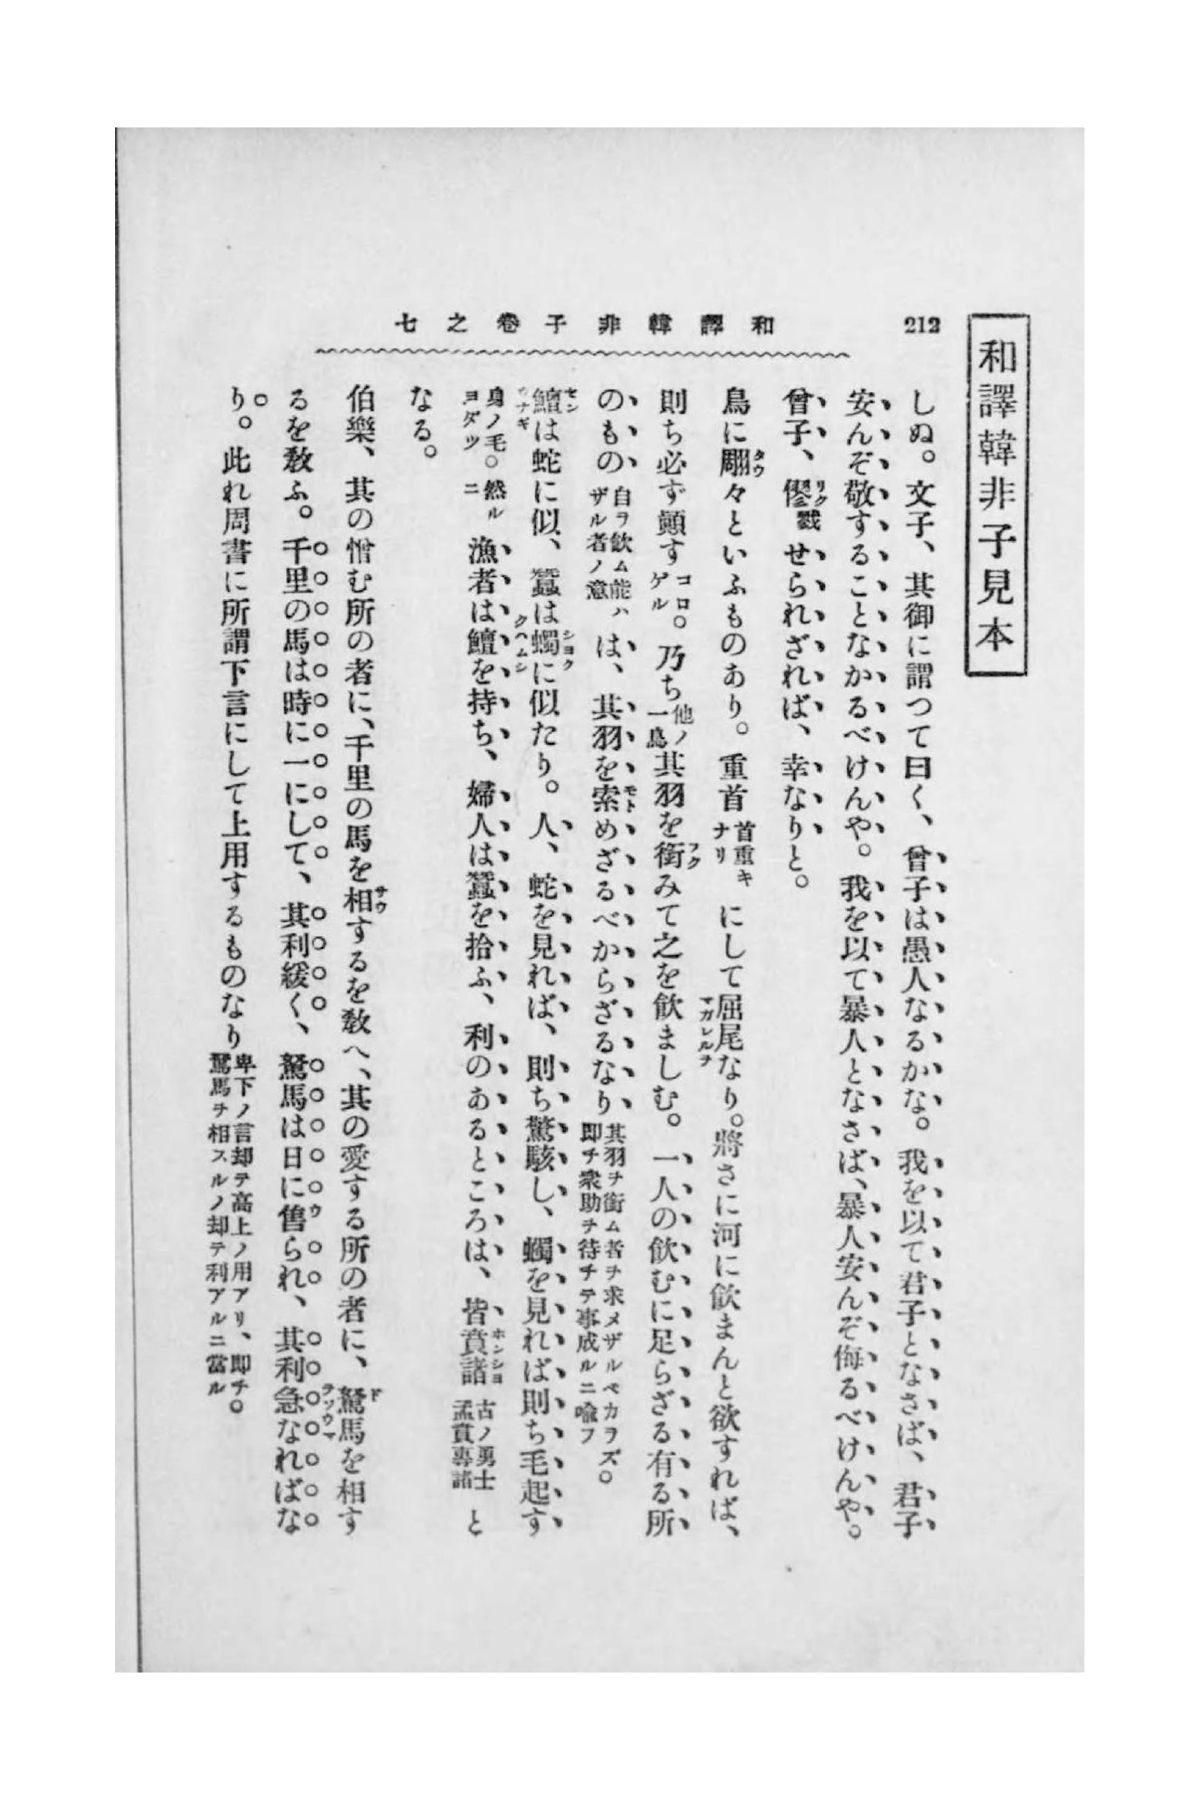 和譯韓非子見本
212
和譯韓非子卷之七
しぬ。文子、其御に謂つて曰く、曾子は愚人なるかな。我を以て君子となさば、君子
安んぞ敬することなかるべけんや。我を以て暴人となさば、暴人安んぞ侮るべけんや。
曾子、僇戮せられざれば、幸なりと。
鳥に翢々といふものあり。重首首重キナリにして屈尾なり。將さに河に飮まんと欲すれば、
則ち必ず顚すコロゲル。乃ち他ノ一鳥其羽を銜みて之を飮ましむ。一人の飮むに足らざる有る所
のもの自ヲ飮ム能ハザル者ノ意は、其羽を索めざるべからざるなり其羽ヲ銜ム者ヲ求メザルベカラズ。即チ衆助ヲ待チテ事成ルニ喩フ
鱣は蛇に似、蠶は蠋に似たり。人、蛇を見れば、則ち驚駭し、蠋を見れば則ち毛起す
身ノ毛。然ルヨダツニ漁者は鱣を持ち、婦人は蠶を拾ふ、利のあるところは、皆賁諸古ノ勇士孟賁專諸と
なる。
伯樂、其の憎む所の者に、千里の馬を相するを敎へ、其の愛する所の者に、駑馬を相す
るを敎ふ。千里の馬は時に一にして、其利緩く、駑馬は日に售られ、其利急なればな
り。此れ周書に所謂下言にして上用するものなり卑下ノ言却テ高上ノ用アリ、即チ駑馬ヲ相スルノ却テ利アルニ當ル。